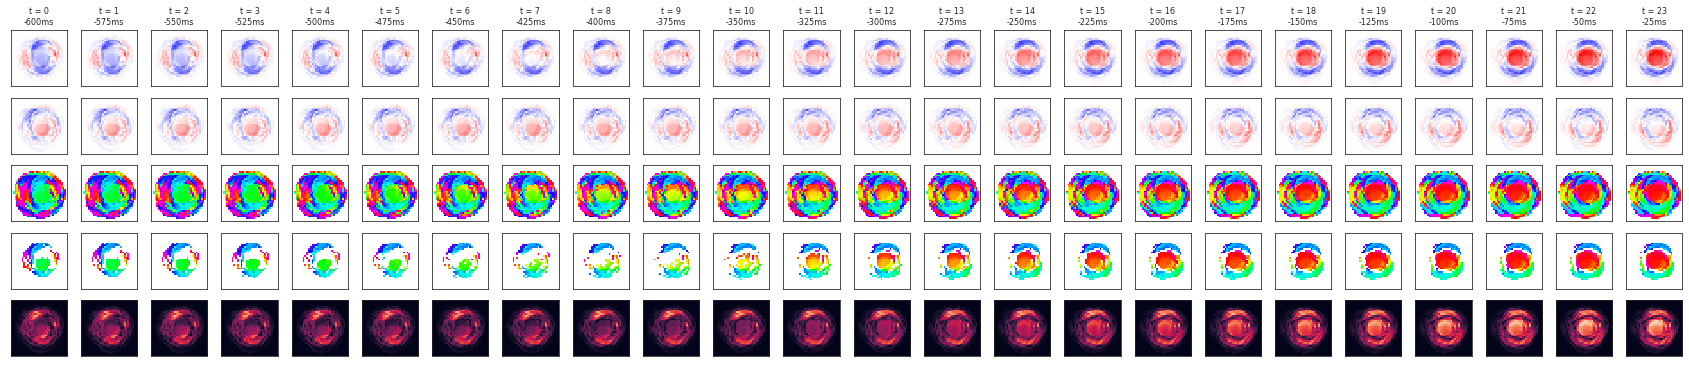 t = 0 t = 1 t = 2 t = 3 t = 4 t = 5 t = 6 t = 7 t = 8 t = 9 t = 10 t = 11 t = 12 t = 13 t = 14 t = 15 t = 16 t = 17 t = 18 t = 19 t = 20 t = 21 t = 22 t = 23
-600ms -575ms -550ms -525ms -500ms -475ms -450ms -425ms -400ms -375ms -350ms -325ms -300ms -275ms -250ms -225ms -200ms -175ms -150ms -125ms -100ms -75ms -50ms -25ms